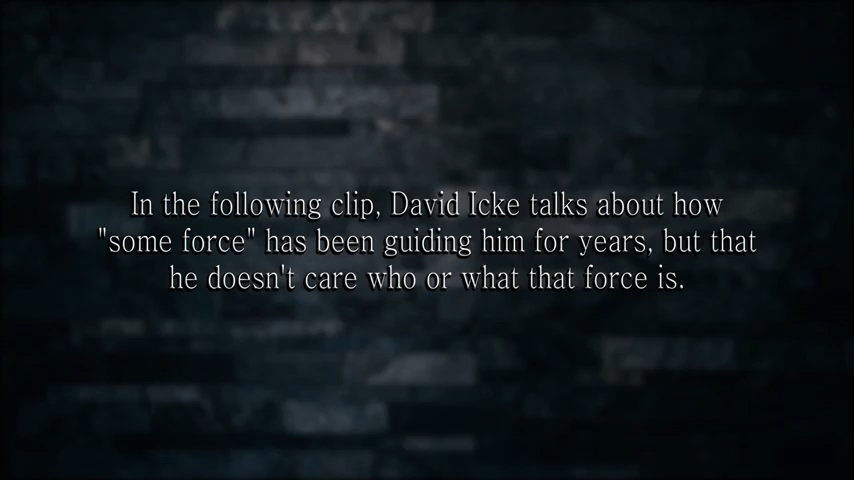 In the following clip, David Icke talks about how
"some force" has been guiding him for years, but that
he doesn't care who or what that force is.